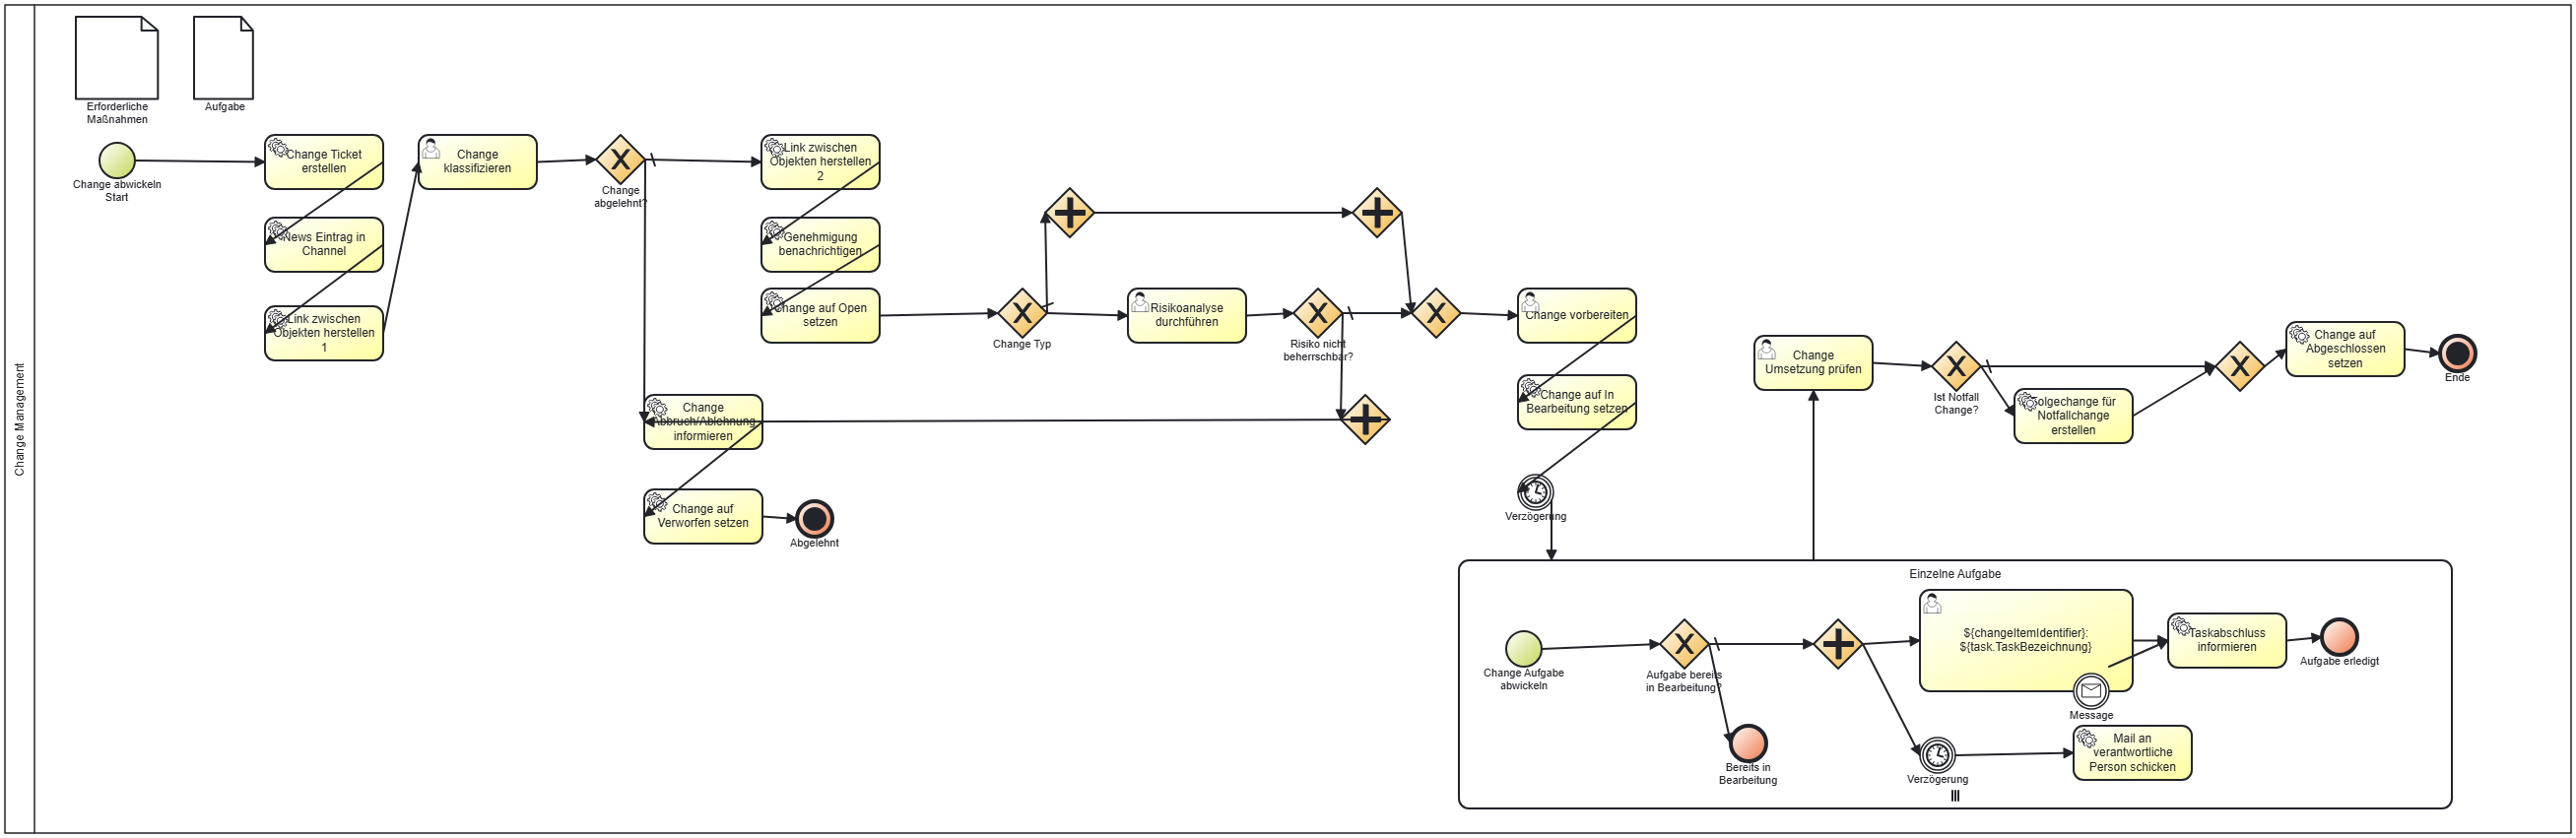 Change Management
Erforderliche
Maßnahmen
Aufgabe
Change abwickeln
Start
Change Ticket
erstellen
News Eintrag in
Channel
Link zwischen
Objekten herstellen
1
Change
klassifizieren
Change
abgelehnt?
Link zwischen
Objekten herstellen
2
Genehmigung
benachrichtigen
Change auf Open
setzen
Change Typ
Risikoanalyse
durchführen
Risiko nicht
beherrschbar?
Change
Abbruch/Ablehnung
informieren
Change auf
Verworfen setzen
Abgelehnt
Change vorbereiten
Change auf In
Bearbeitung setzen
Verzögerung
Change
Umsetzung prüfen
Ist Notfall
Change?
Folgechange für
Notfallchange
erstellen
Change auf
Abgeschlossen
setzen
Ende
Einzelne Aufgabe
Change Aufgabe
abwickeln
Aufgabe bereits
in Bearbeitung?
Bereits in
Bearbeitung
${changeItemIdentifier}:
${task.TaskBezeichnung}
Message
Taskabschluss
informieren
Aufgabe erledigt
Verzögerung
Mail an
verantwortliche
Person schicken